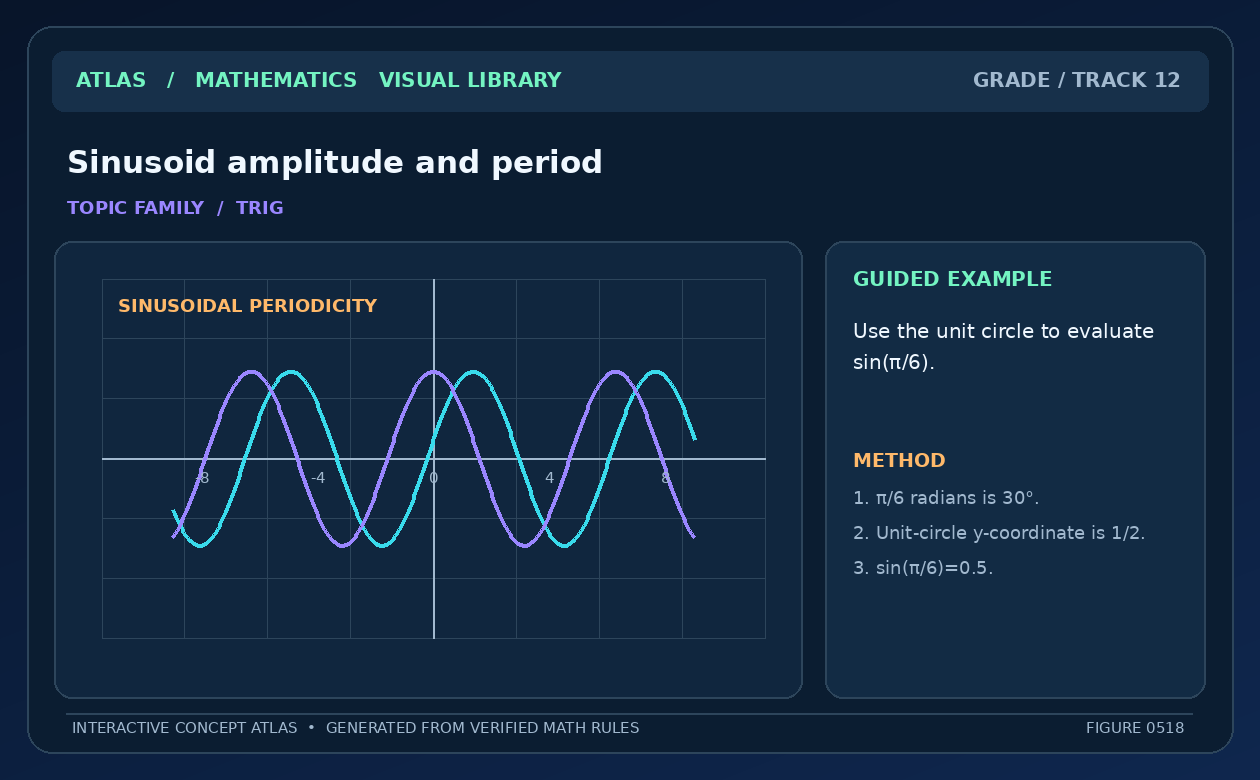 ATLAS / MATHEMATICS VISUAL LIBRARY
GRADE / TRACK 12
Sinusoid amplitude and period
TOPIC FAMILY / TRIG
SINUSOIDAL PERIODICITY
-8 -4 0 4 8
GUIDED EXAMPLE
Use the unit circle to evaluate
sin(π/6).
METHOD
1. π/6 radians is 30°.
2. Unit-circle y-coordinate is 1/2.
3. sin(π/6)=0.5.
INTERACTIVE CONCEPT ATLAS • GENERATED FROM VERIFIED MATH RULES
FIGURE 0518